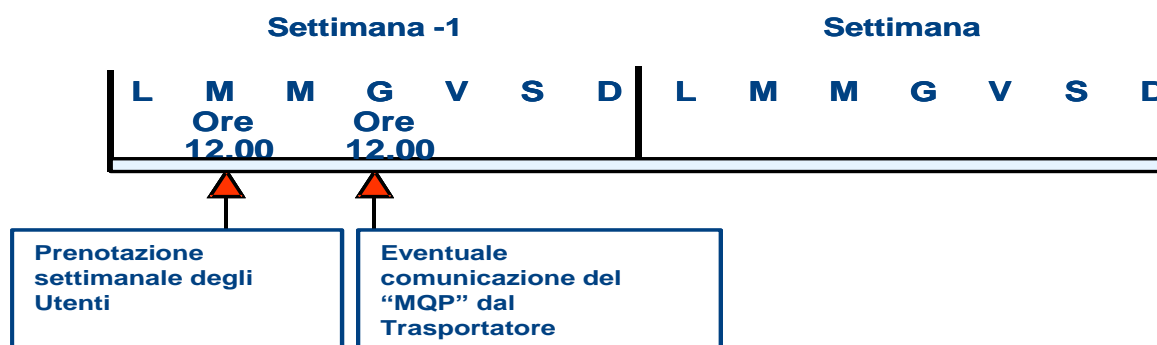 Settimana -1 Settimana
L M M G V S D L M M G V S D
Ore Ore
12.00 12.00
Prenotazione
settimanale degli
Utenti
Eventuale
comunicazione del
“MQP” dal
Trasportatore